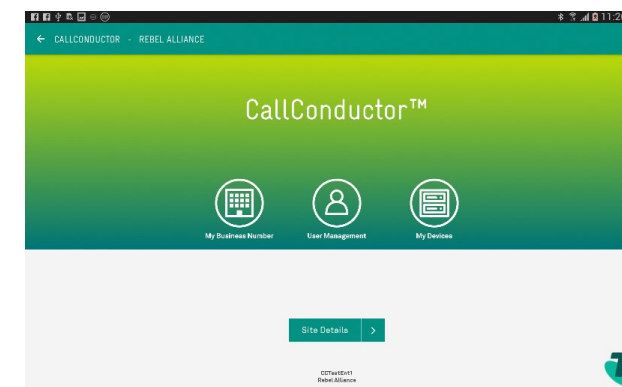 11:20
CALLCONDUCTOR - REBEL ALLIANCE
CallConductor™
My Business Number User Management My Devices
Site Details
CCTestEnt1
Rebel Alliance